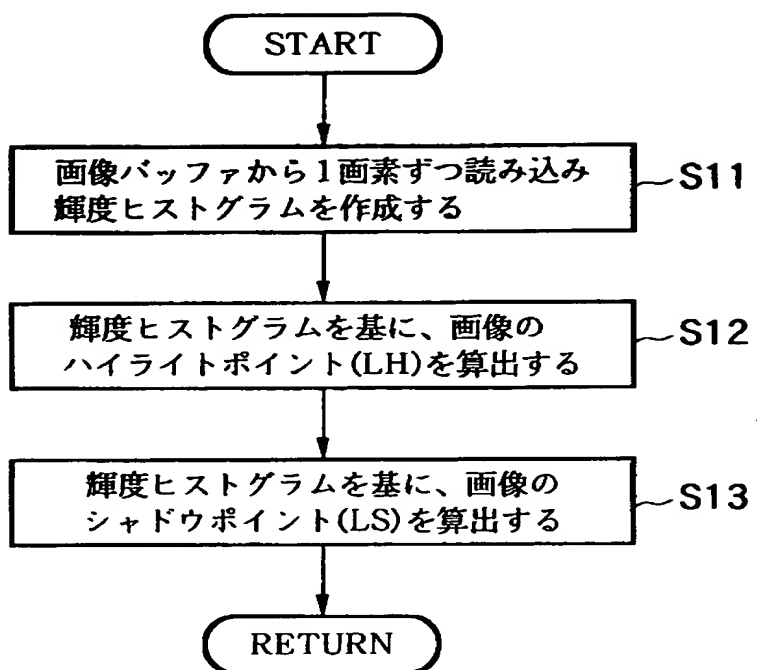 START
画像バッファから1画素ずつ読み込み
輝度ヒストグラムを作成する
S11
輝度ヒストグラムを基に、画像の
ハイライトポイント(LH)を算出する
S12
輝度ヒストグラムを基に、画像の
シャドウポイント(LS)を算出する
S13
RETURN